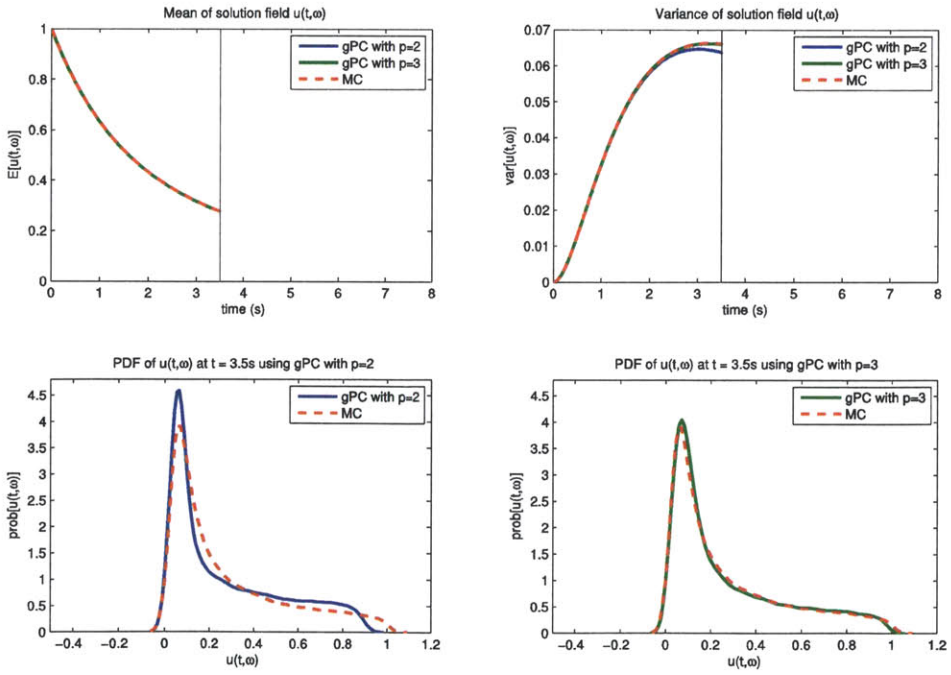 Mean of solution field u(t,ω)
gPC with p=2
gPC with p=3
MC
E[u(t,ω)]
1
0.8
0.6
0.4
0.2
0
0 1 2 3 4 5 6 7 8
time (s)
Variance of solution field u(t,ω)
gPC with p=2
gPC with p=3
MC
var[u(t,ω)]
0.07
0.06
0.05
0.04
0.03
0.02
0.01
0
0 1 2 3 4 5 6 7 8
time (s)
PDF of u(t,ω) at t = 3.5s using gPC with p=2
gPC with p=2
MC
prob[u(t,ω)]
4.5
4
3.5
3
2.5
2
1.5
1
0.5
0
−0.4 −0.2 0 0.2 0.4 0.6 0.8 1 1.2
u(t,ω)
PDF of u(t,ω) at t = 3.5s using gPC with p=3
gPC with p=3
MC
prob[u(t,ω)]
4.5
4
3.5
3
2.5
2
1.5
1
0.5
0
−0.4 −0.2 0 0.2 0.4 0.6 0.8 1 1.2
u(t,ω)